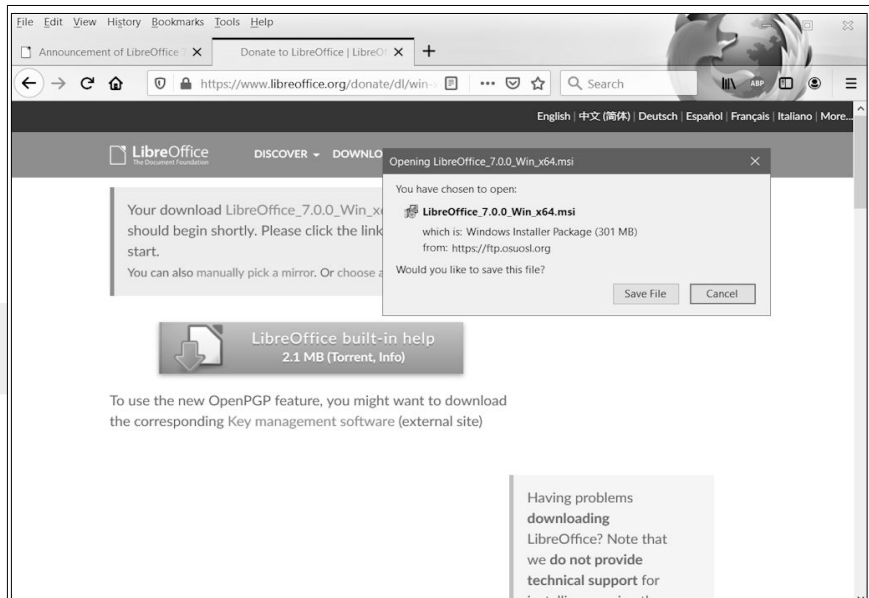 File Edit View History Bookmarks Tools Help
Announcement of LibreOffice 7
Donate to LibreOffice | LibreOf
https://www.libreoffice.org/donate/dl/win-
Search
ABP
English | 中文 (简体) | Deutsch | Español | Français | Italiano | More...
LibreOffice
The Document Foundation
DISCOVER
DOWNLO
Opening LibreOffice_7.0.0_Win_x64.msi
You have chosen to open:
LibreOffice_7.0.0_Win_x64.msi
which is: Windows Installer Package (301 MB)
from: https://ftp.osuosl.org
Would you like to save this file?
Save File
Cancel
Your download LibreOffice_7.0.0_Win_x
should begin shortly. Please click the link
start.
You can also manually pick a mirror. Or choose a
LibreOffice built-in help
2.1 MB (Torrent, Info)
To use the new OpenPGP feature, you might want to download
the corresponding Key management software (external site)
Having problems
downloading
LibreOffice? Note that
we do not provide
technical support for